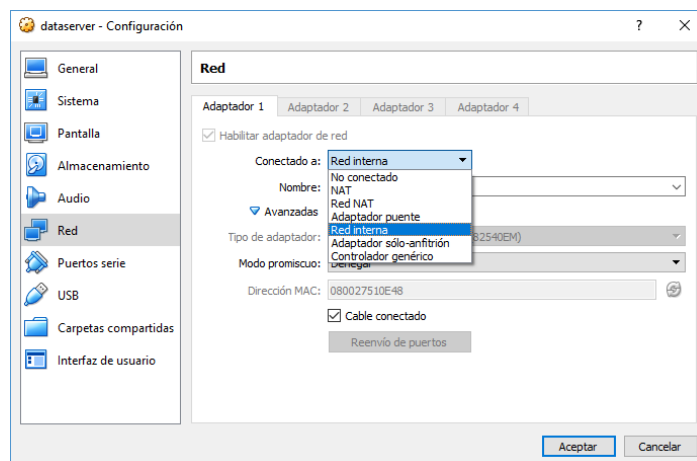 dataserver - Configuración
?
General
Sistema
Pantalla
Almacenamiento
Audio
Red
Puertos serie
USB
Carpetas compartidas
Interfaz de usuario
Red
Adaptador 1 Adaptador 2 Adaptador 3 Adaptador 4
Habilitar adaptador de red
Conectado a: Red interna
Nombre:
No conectado
NAT
Red NAT
Adaptador puente
Red interna
Adaptador sólo-anfitrión
Controlador genérico
Avanzadas
Tipo de adaptador: 82540EM)
Modo promiscuo: Denegar
Dirección MAC: 080027510E48
Cable conectado
Reenvío de puertos
Aceptar Cancelar